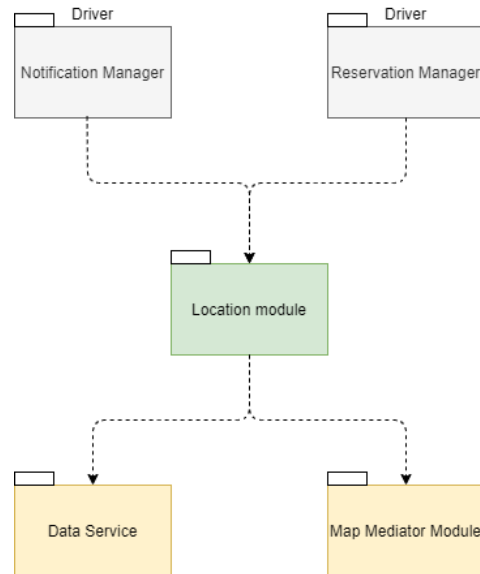 Driver
Driver
Notification Manager
Reservation Manager
Location module
Data Service
Map Mediator Module